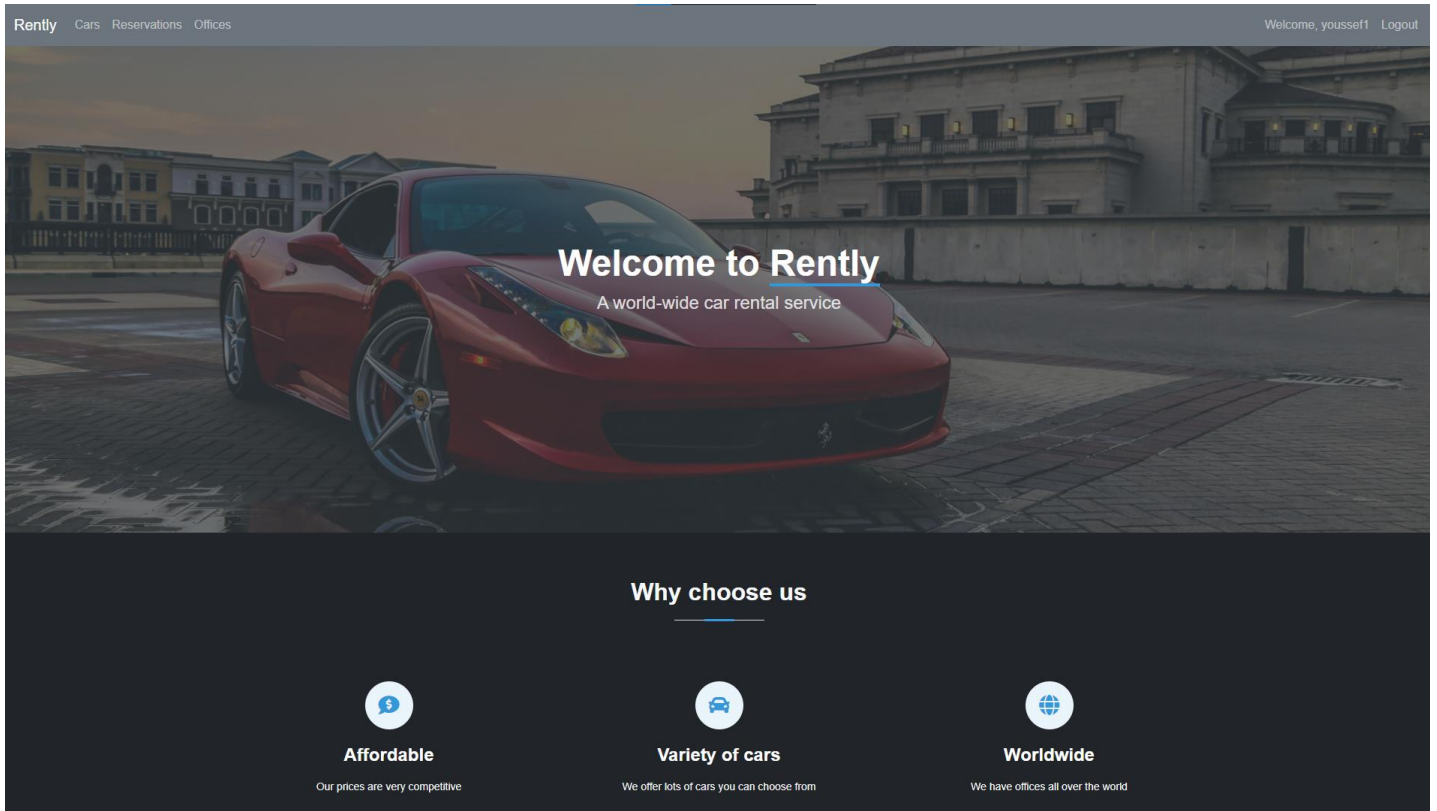 Rently Cars Reservations Offices Welcome, youssef1 Logout
Welcome to Rently
A world-wide car rental service
Why choose us
Affordable Variety of cars Worldwide
Our prices are very competitive We offer lots of cars you can choose from We have offices all over the world